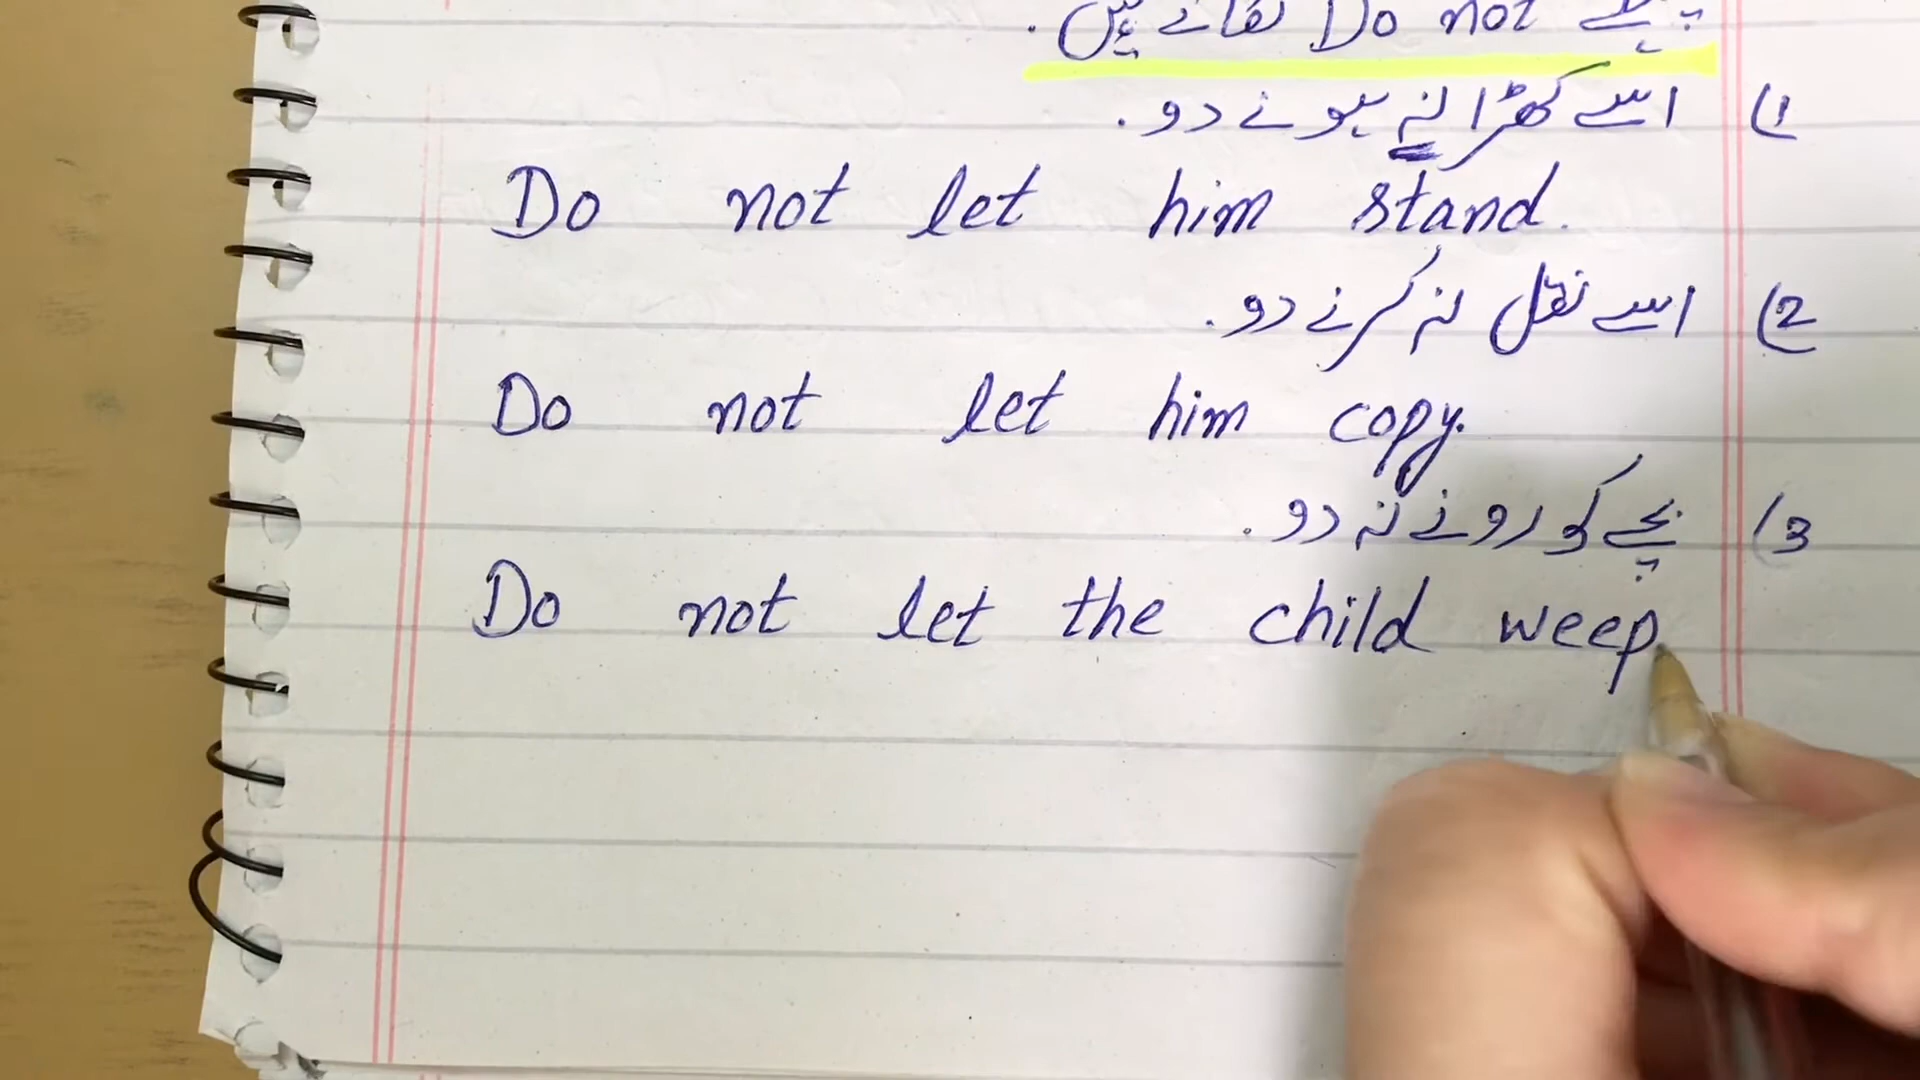 پہلے Do not لگاتے ہیں.
1) اسے کھڑا نہ ہونے دو.
Do not let him stand.
2) اسے نقل نہ کرنے دو.
Do not let him copy.
3) بچے کو رونے نہ دو.
Do not let the child weep